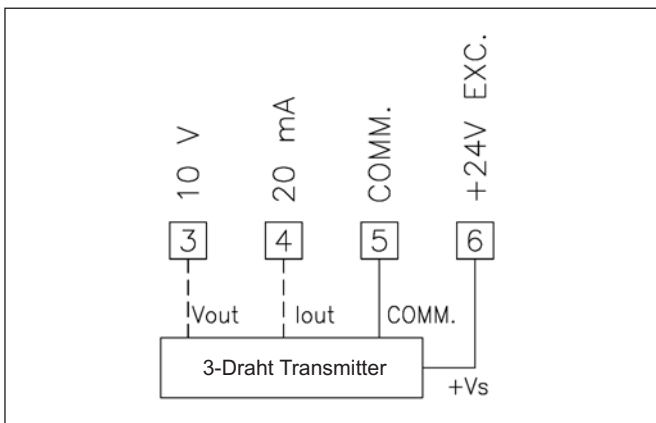 10 V
20 mA
COMM.
+24V EXC.
3
4
5
6
Vout
Iout
COMM.
3-Draht Transmitter
+Vs